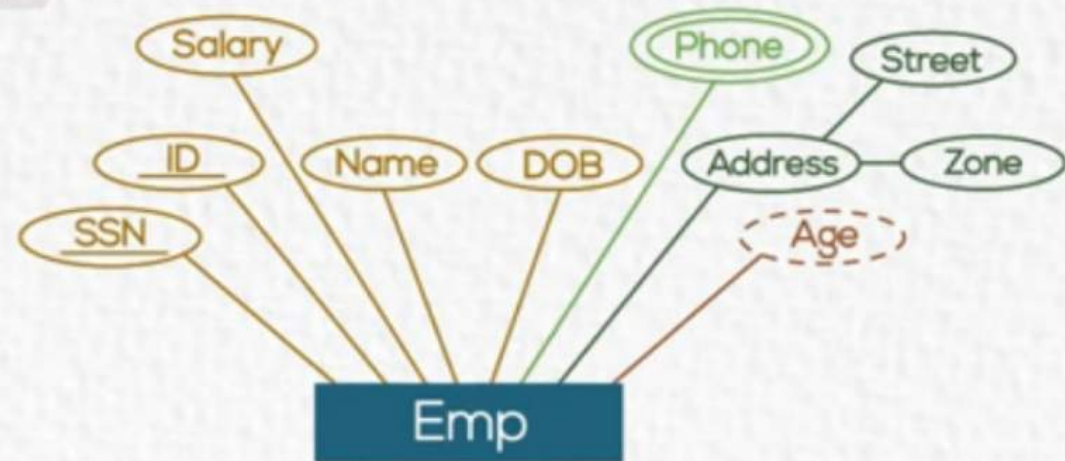 Salary
Phone
Street
ID
Name
DOB
Address
Zone
SSN
Age
Emp